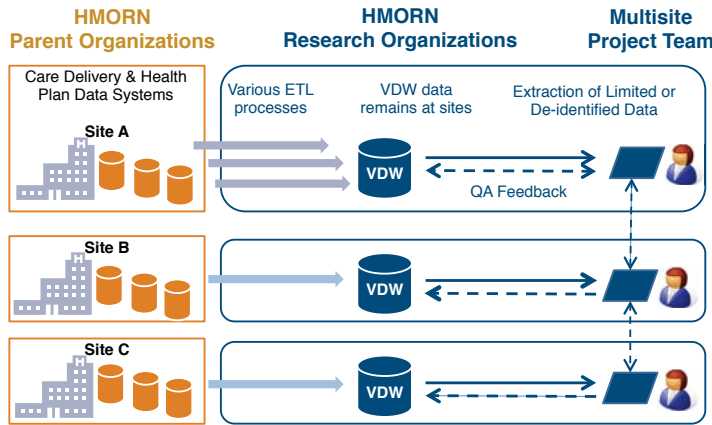 HMORN
Parent Organizations
HMORN
Research Organizations
Multisite
Project Team
Care Delivery & Health
Plan Data Systems
Site A
H
Various ETL
processes
VDW data
remains at sites
Extraction of Limited or
De-identified Data
VDW
QA Feedback
Site B
H
VDW
Site C
H
VDW